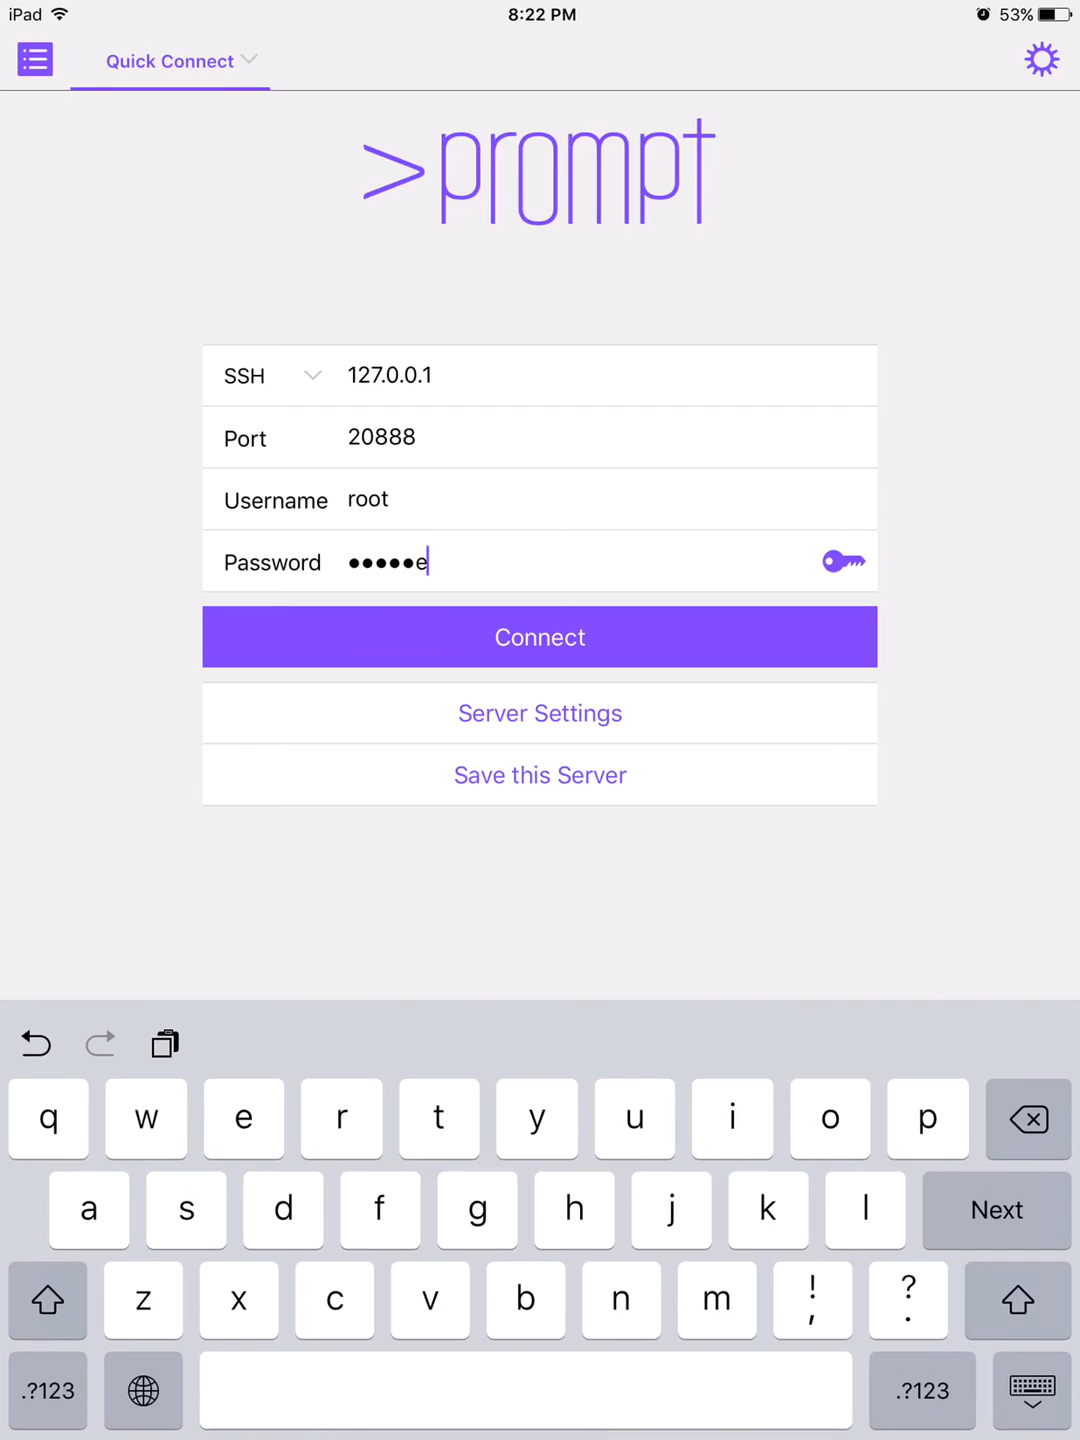 iPad 8:22 PM 53%
Quick Connect
>prompt
SSH 127.0.0.1
Port 20888
Username root
Password •••••e
Connect
Server Settings
Save this Server
q w e r t y u i o p
a s d f g h j k l Next
z x c v b n m ! , ? .
.?123 .?123